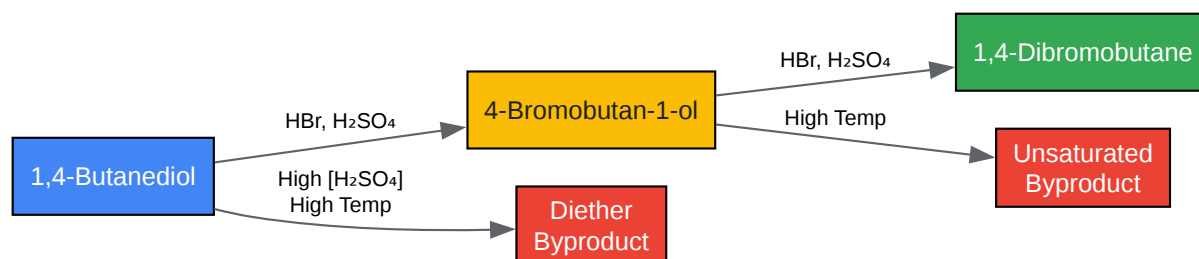 1,4-Butanediol
HBr, H₂SO₄
High [H₂SO₄]
High Temp
4-Bromobutan-1-ol
Diether
Byproduct
HBr, H₂SO₄
High Temp
1,4-Dibromobutane
Unsaturated
Byproduct